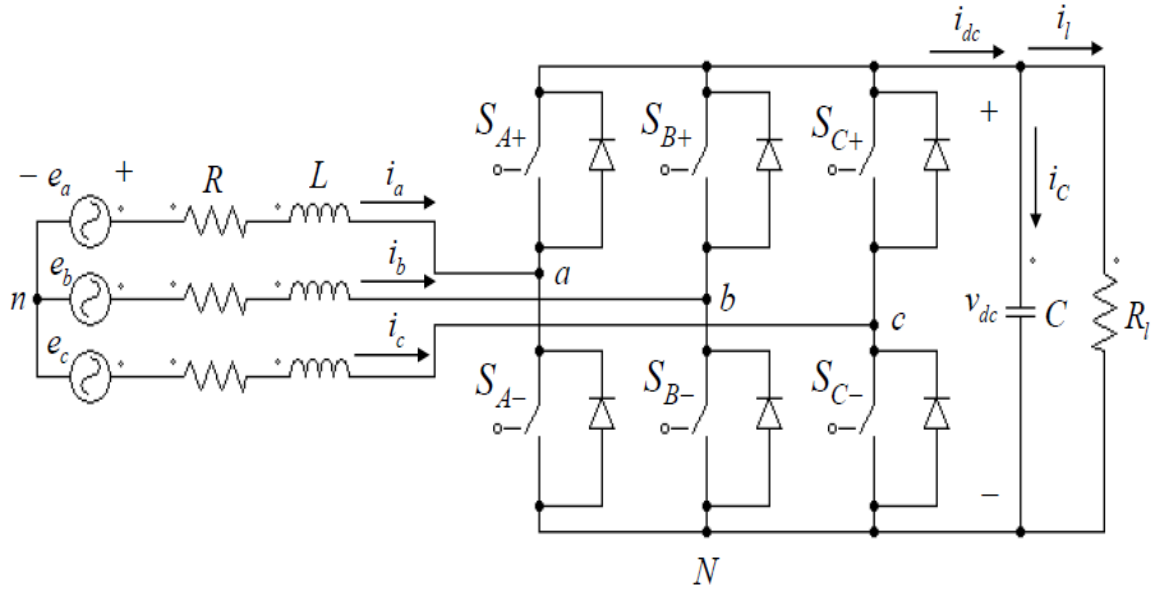 i_dc i_l
S_A+ S_B+ S_C+ +
− e_a + R L i_a i_C
e_b i_b a
n b v_dc C R_l
e_c i_c c
S_A− S_B− S_C−
−
N